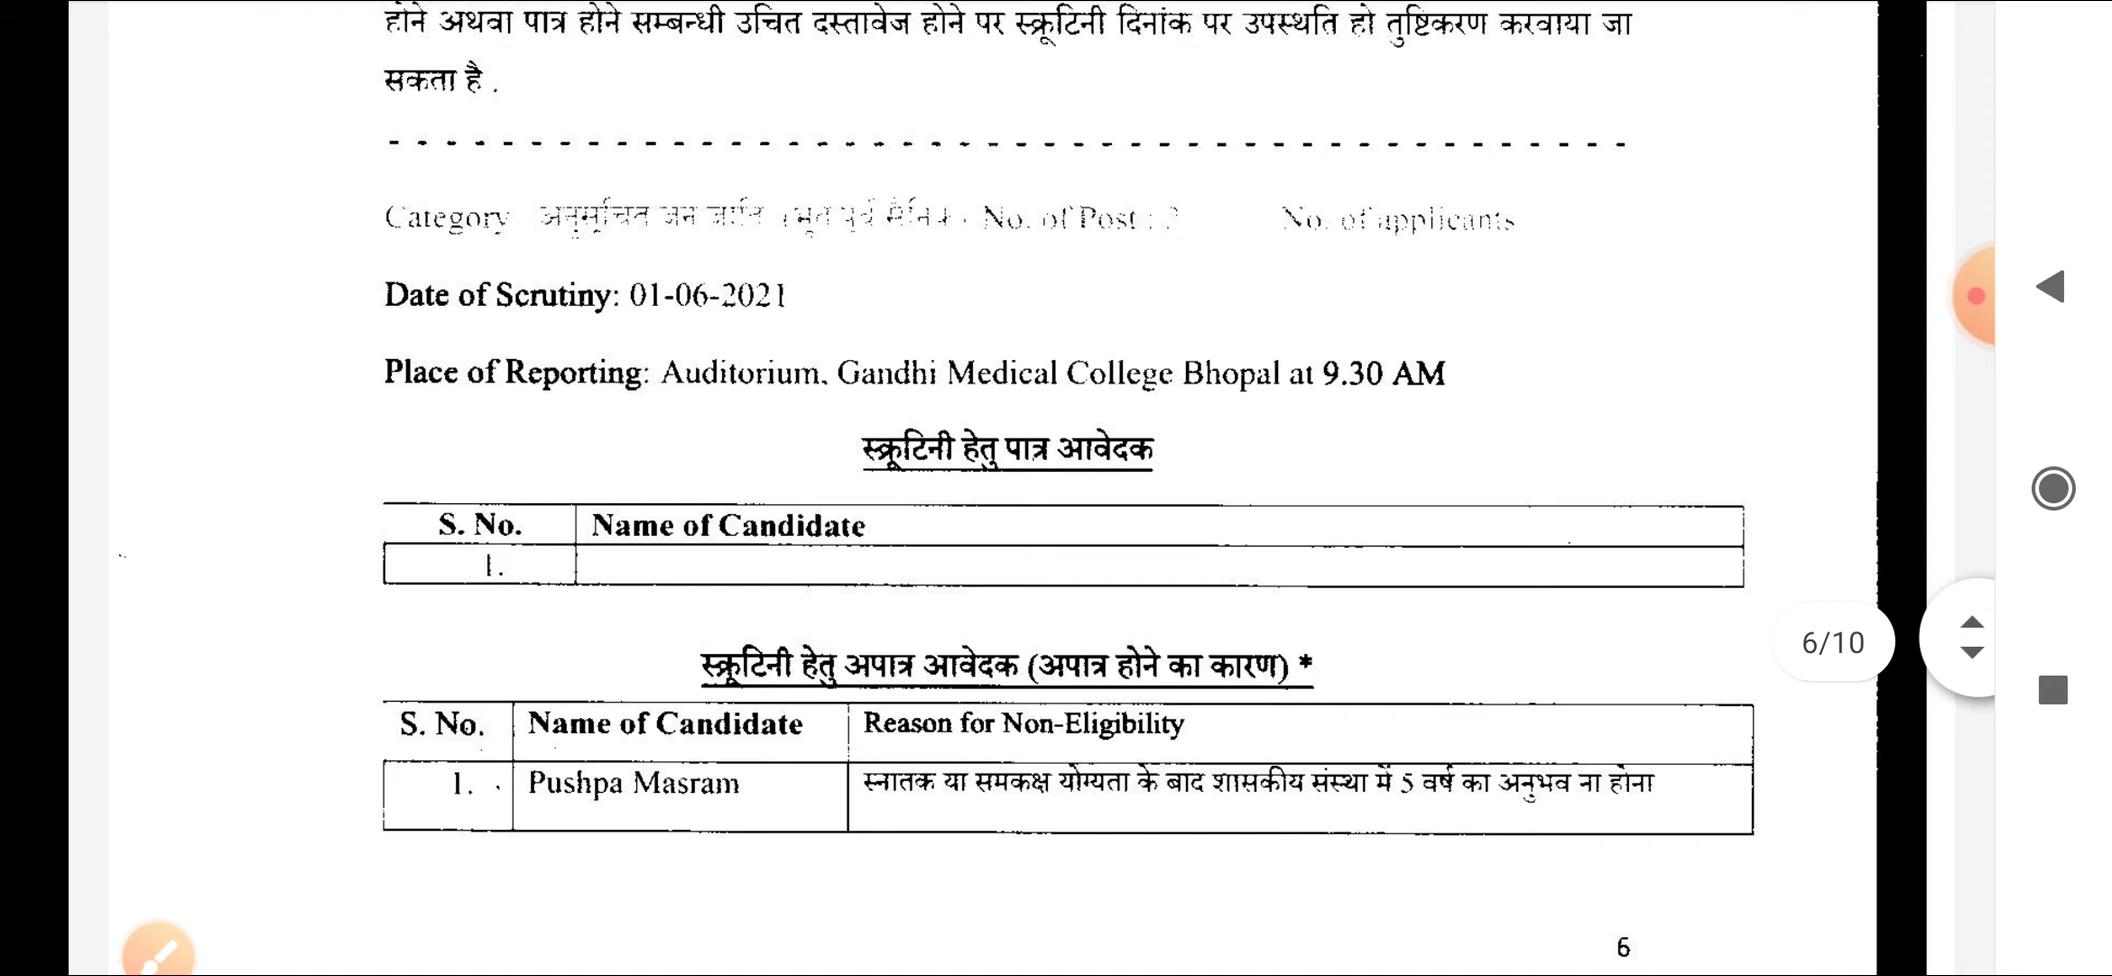 होने अथवा पात्र होने सम्बन्धी उचित दस्तावेज होने पर स्क्रूटिनी दिनांक पर उपस्थति हो तुष्टिकरण करवाया जा
सकता है .
Category अनुसूचित जन जाति (भूत पूर्व सैनिक) No. of Post : No. of applicants
Date of Scrutiny: 01-06-2021
Place of Reporting: Auditorium, Gandhi Medical College Bhopal at 9.30 AM
स्क्रूटिनी हेतु पात्र आवेदक
S. No. Name of Candidate
1.
स्क्रूटिनी हेतु अपात्र आवेदक (अपात्र होने का कारण) *
S. No. Name of Candidate Reason for Non-Eligibility
1. Pushpa Masram स्नातक या समकक्ष योग्यता के बाद शासकीय संस्था में 5 वर्ष का अनुभव ना होना
6/10
6